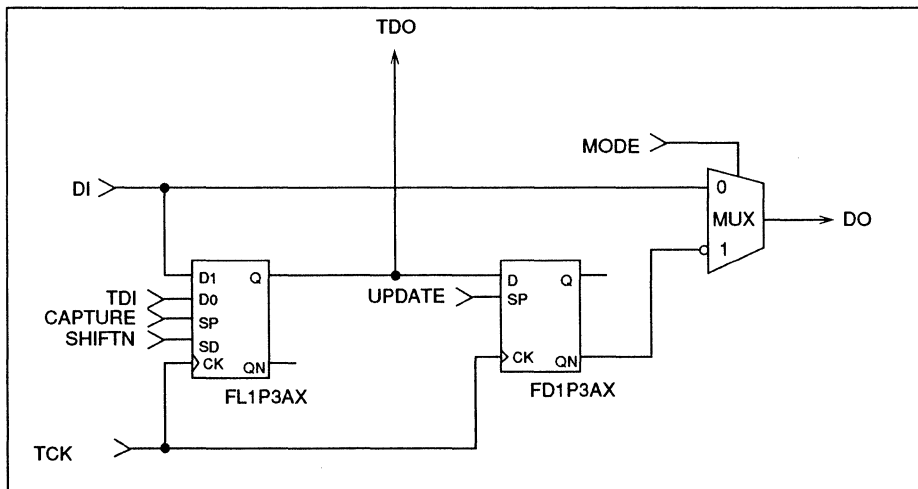 TDO
MODE
DI
0
MUX
DO
1
D1
Q
TDI
D0
CAPTURE
SP
SHIFTN
SD
CK
QN
FL1P3AX
UPDATE
D
Q
SP
CK
QN
FD1P3AX
TCK